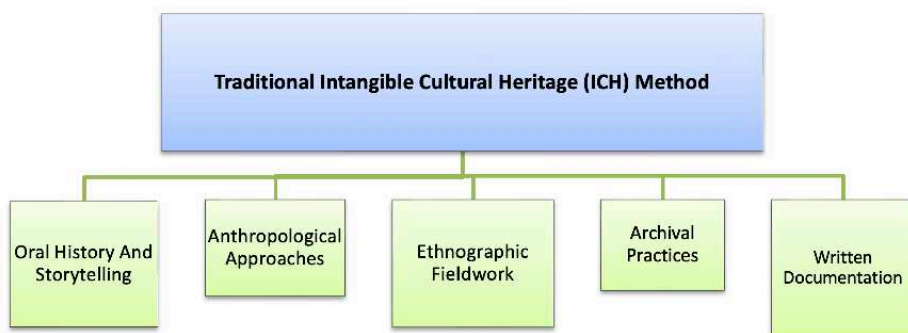 Traditional Intangible Cultural Heritage (ICH) Method
Oral History And
Storytelling
Anthropological
Approaches
Ethnographic
Fieldwork
Archival
Practices
Written
Documentation